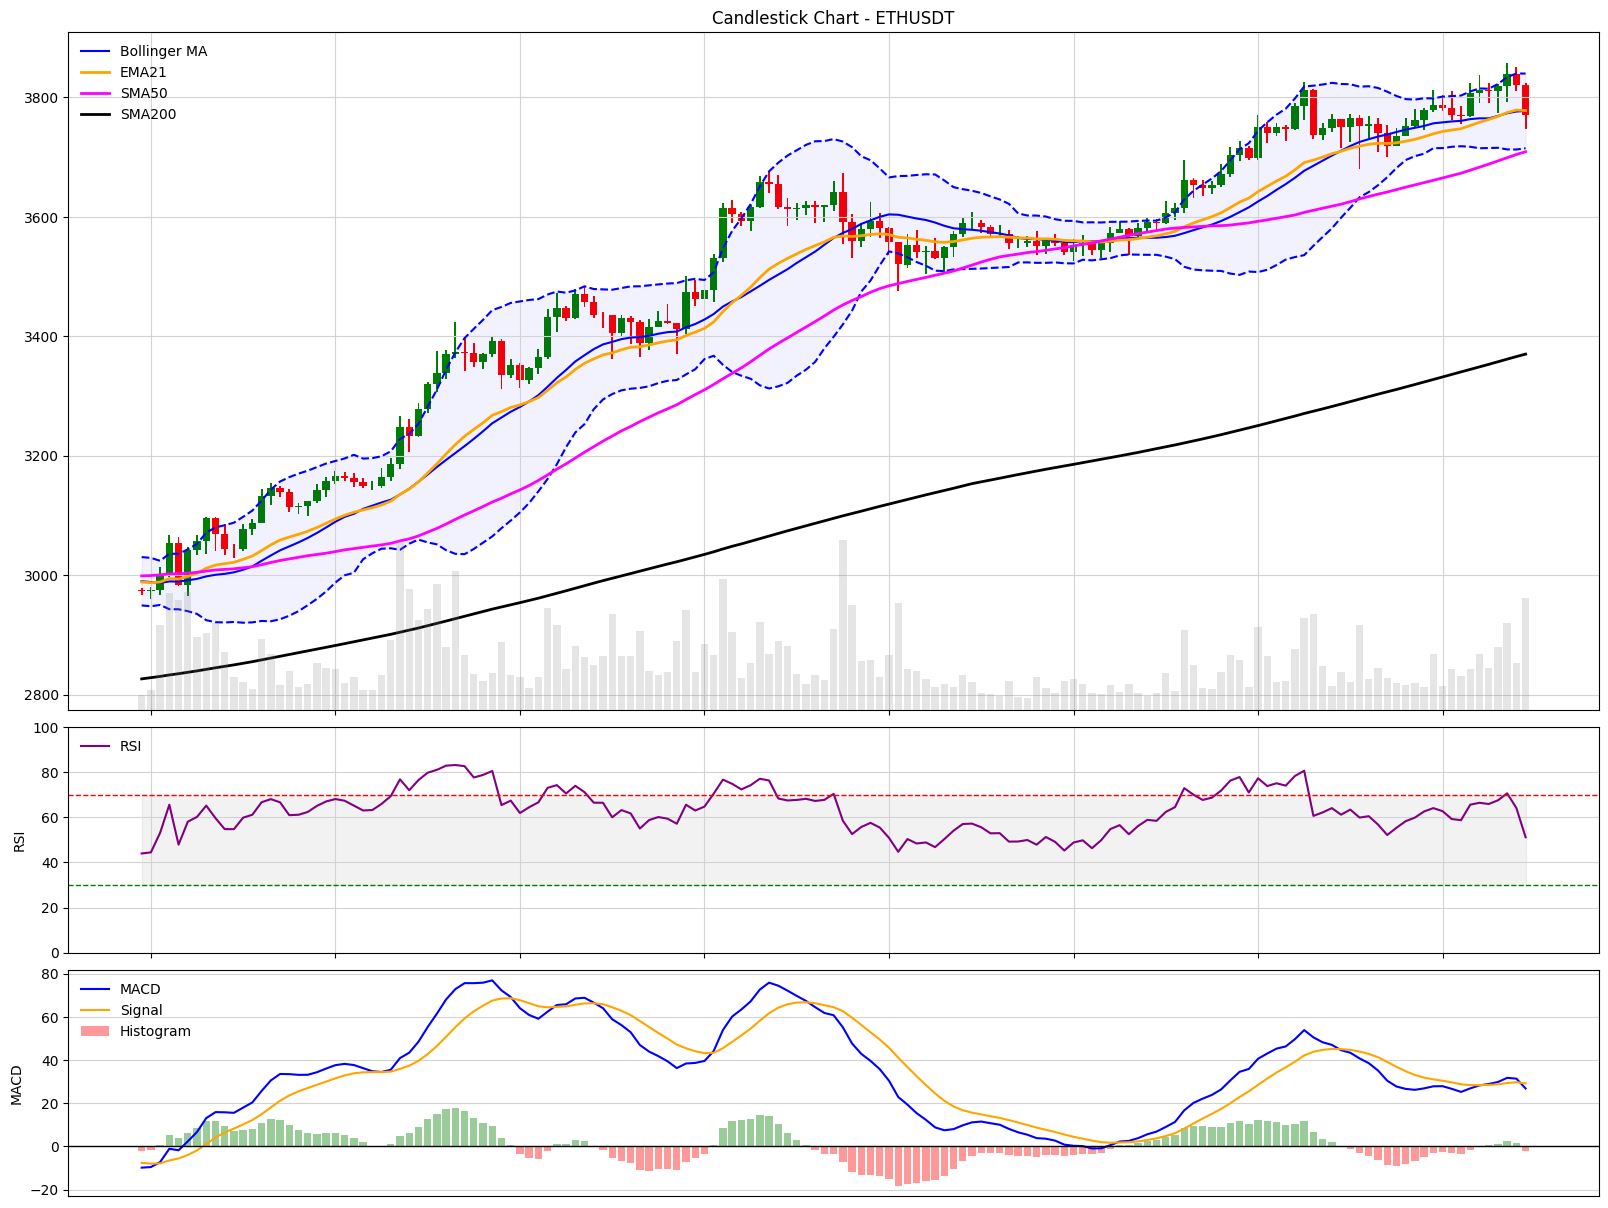 Candlestick Chart - ETHUSDT
Bollinger MA
EMA21
SMA50
SMA200
3800
3600
3400
3200
3000
2800
RSI
100
80
60
40
20
0
RSI
MACD
Signal
Histogram
80
60
40
20
0
−20
MACD